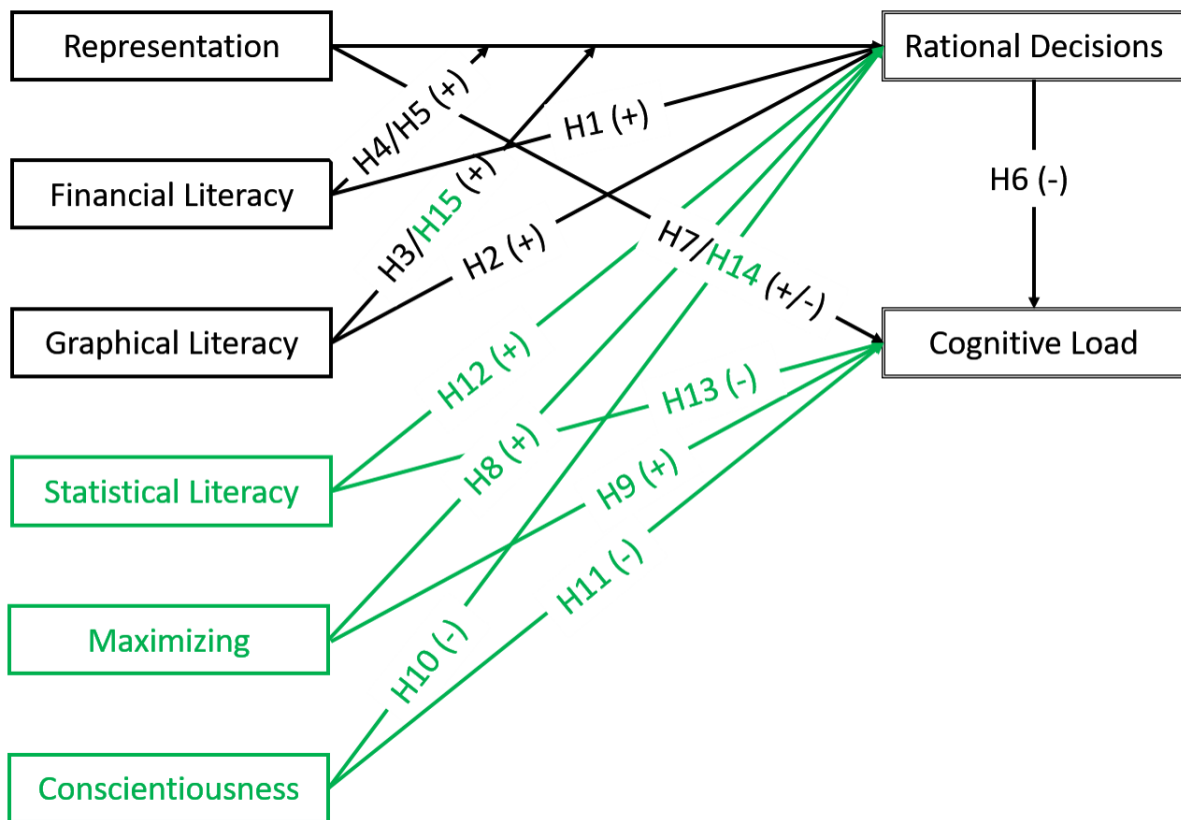 Representation
Rational Decisions
H4/H5 (+)
H1 (+)
Financial Literacy
H6 (-)
H3/H15 (+)
H2 (+)
H7/H14 (+/-)
Graphical Literacy
Cognitive Load
H12 (+)
H13 (-)
Statistical Literacy
H8 (+)
H9 (+)
H11 (-)
Maximizing
H10 (-)
Conscientiousness